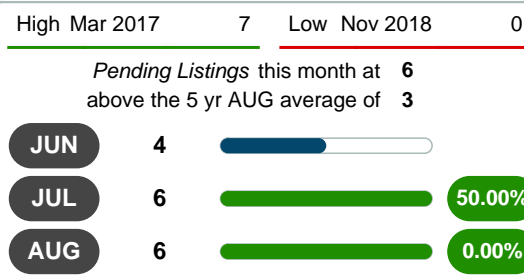 High Mar 2017 7 Low Nov 2018 0
Pending Listings this month at 6
above the 5 yr AUG average of 3
JUN 4
JUL 6 50.00%
AUG 6 0.00%